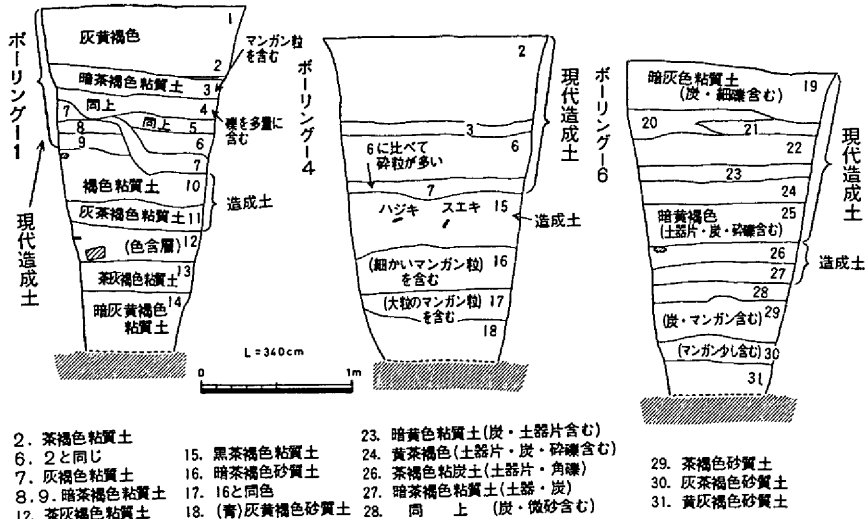 ボーリングー1
現代造成土
灰黄褐色
1
2
マンガン粒
を含む
暗茶褐色粘質土
3
同上
4
礫を多量に
含む
7
同上
5
8
6
9
7
褐色粘質土
10
造成土
灰茶褐色粘質土
11
(色含層)
12
茶灰褐色粘質土
13
暗灰黄褐色
粘質土
14
ボーリングー4
2
現代造成土
3
6に比べて
砕粒が多い
6
7
ハジキ スエキ
15
造成土
(細かいマンガン粒)
を含む
16
(大粒のマンガン粒)
を含む
17
18
L=340cm
0
1m
ボーリングー6
暗灰色粘質土
(炭・細礫含む)
19
現代造成土
20
21
22
23
24
暗黄褐色
(土器片・炭・砕礫含む)
25
造成土
26
27
28
(炭・マンガン含む)
29
(マンガン少し含む)
30
31
2. 茶褐色粘質土
6. 2と同じ
7. 灰褐色粘質土
8.9. 暗茶褐色粘質土
12. 茶灰褐色粘質土
15. 黒茶褐色粘質土
16. 暗茶褐色砂質土
17. 16と同色
18. (青)灰黄褐色砂質土
23. 暗黄色粘質土(炭・土器片含む)
24. 黄茶褐色(土器片・炭・砕礫含む)
26. 茶褐色粘炭土(土器片・角礫)
27. 暗茶褐色粘質土(土器・炭)
28. 同 上 (炭・微砂含む)
29. 茶褐色砂質土
30. 灰茶褐色砂質土
31. 黄灰褐色砂質土